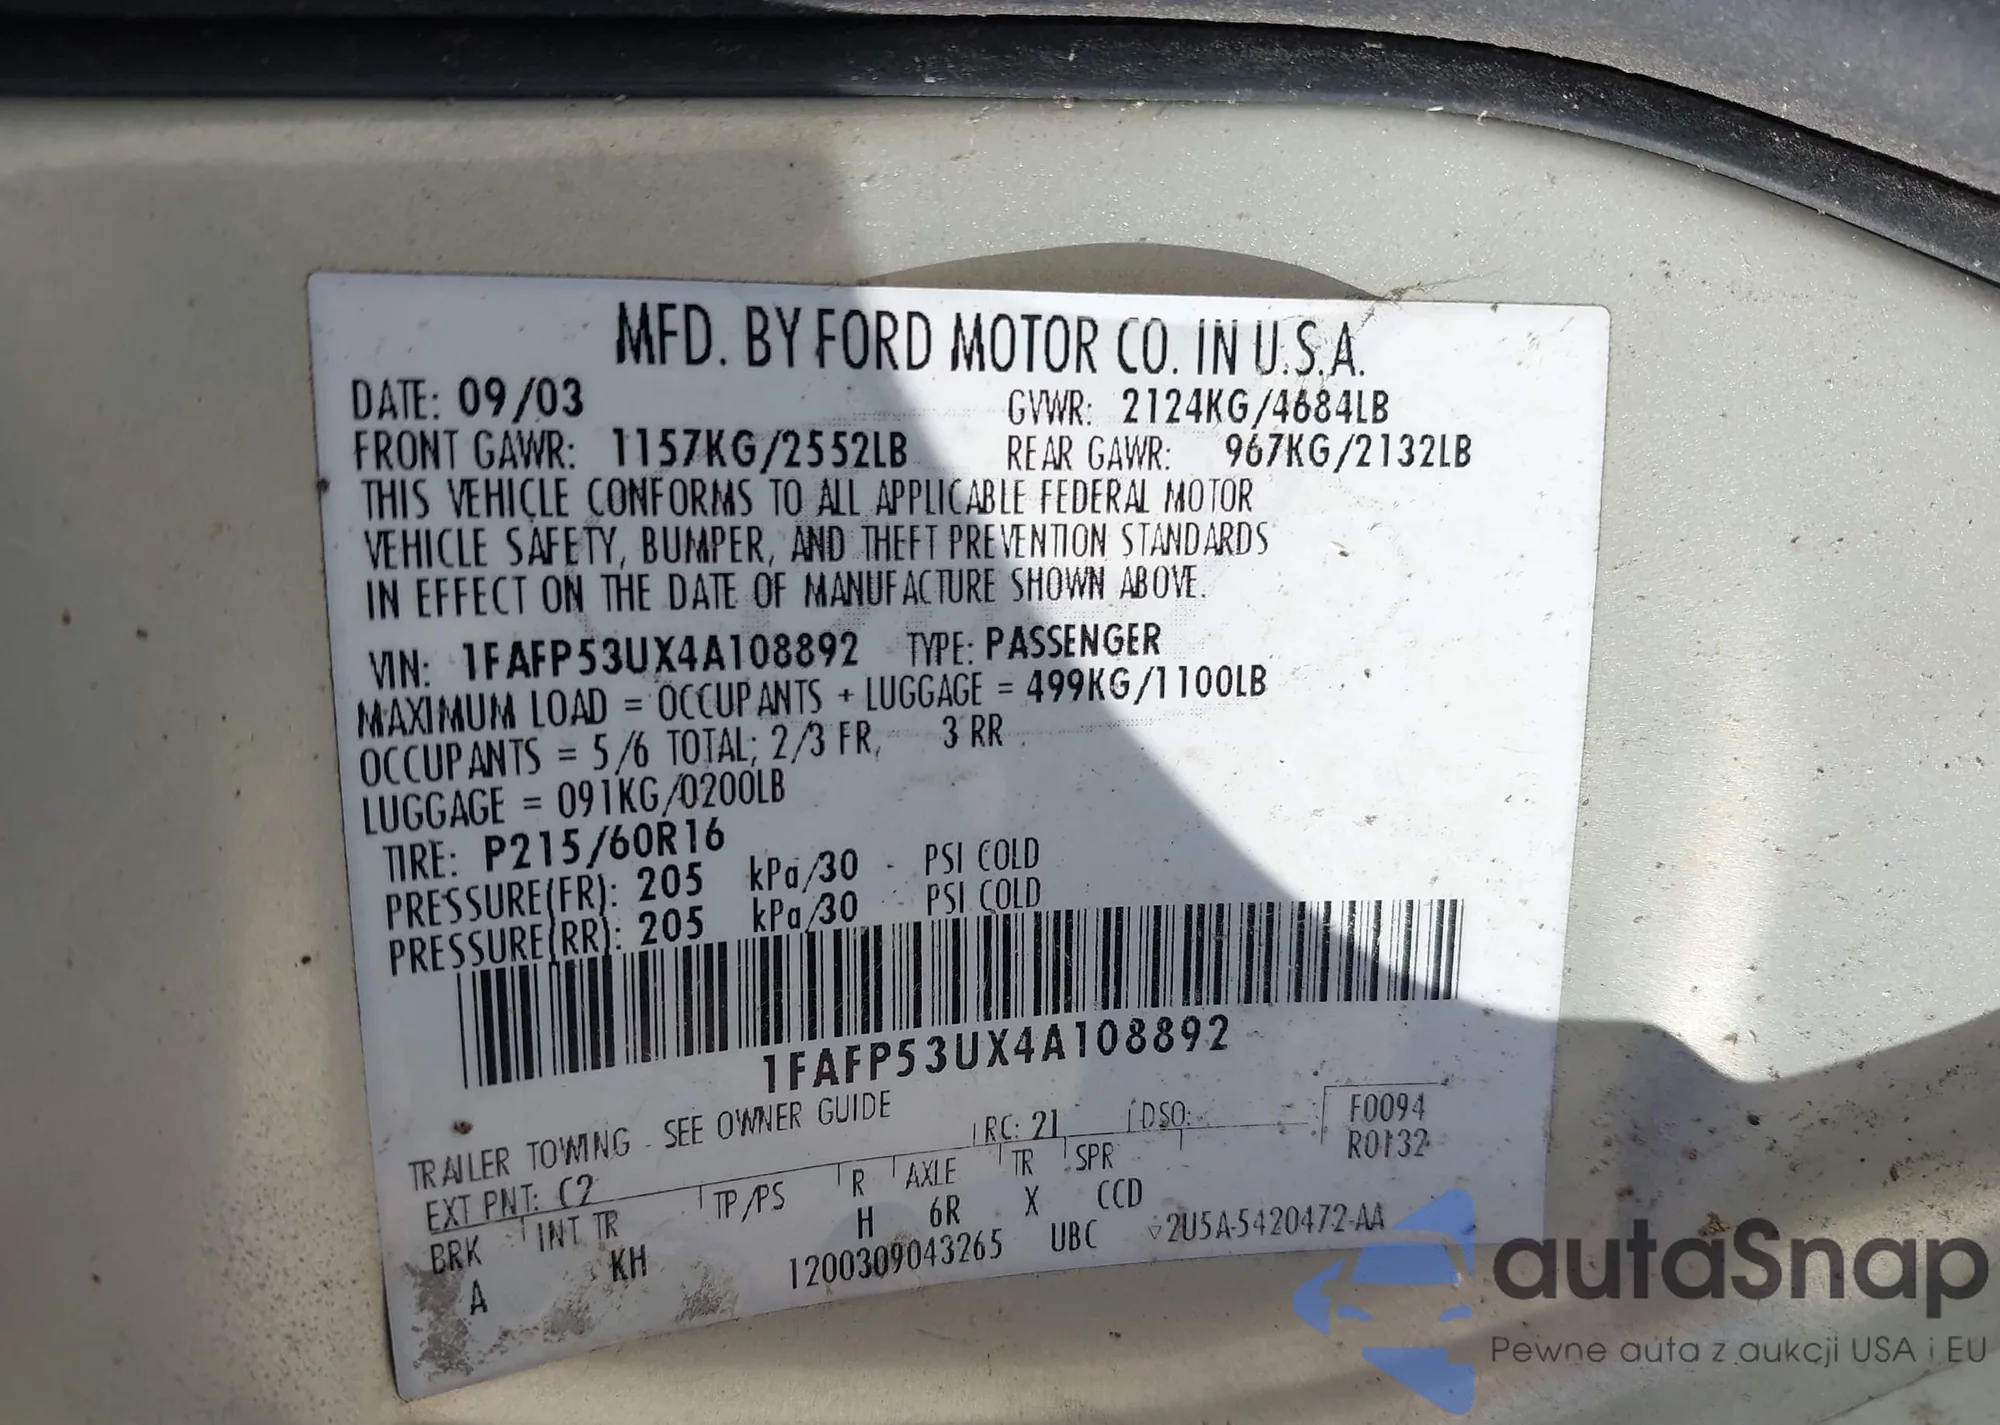 MFD. BY FORD MOTOR CO. IN U.S.A.
DATE: 09/03 GVWR: 2124KG/4684LB
FRONT GAWR: 1157KG/2552LB REAR GAWR: 967KG/2132LB
THIS VEHICLE CONFORMS TO ALL APPLICABLE FEDERAL MOTOR
VEHICLE SAFETY, BUMPER, AND THEFT PREVENTION STANDARDS
IN EFFECT ON THE DATE OF MANUFACTURE SHOWN ABOVE.
VIN: 1FAFP53UX4A108892 TYPE: PASSENGER
MAXIMUM LOAD = OCCUPANTS + LUGGAGE = 499KG/1100LB
OCCUPANTS = 5/6 TOTAL; 2/3 FR, 3 RR
LUGGAGE = 091KG/0200LB
TIRE: P215/60R16
PRESSURE(FR): 205 kPa/30 PSI COLD
PRESSURE(RR): 205 kPa/30 PSI COLD
1FAFP53UX4A108892
TRAILER TOWING - SEE OWNER GUIDE
EXT PNT: C2 RC: 21 DSO: F0094
R0132
BRK INT TR TP/PS R AXLE TR SPR
A KH H 6R X CCD
1200309043265 UBC 2U5A-5420472-AA
autaSnap
Pewne auta z aukcji USA i EU